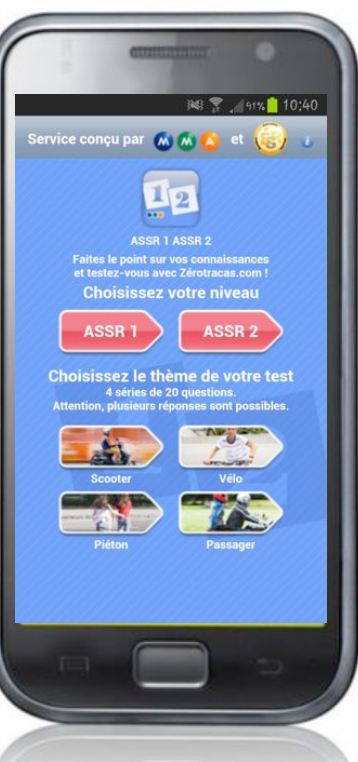 91% 10:40
Service conçu par M M A et
i
12
ASSR 1 ASSR 2
Faites le point sur vos connaissances
et testez-vous avec Zérotracas.com !
Choisissez votre niveau
ASSR 1 ASSR 2
Choisissez le thème de votre test
4 séries de 20 questions.
Attention, plusieurs réponses sont possibles.
Scooter Vélo
Piéton Passager